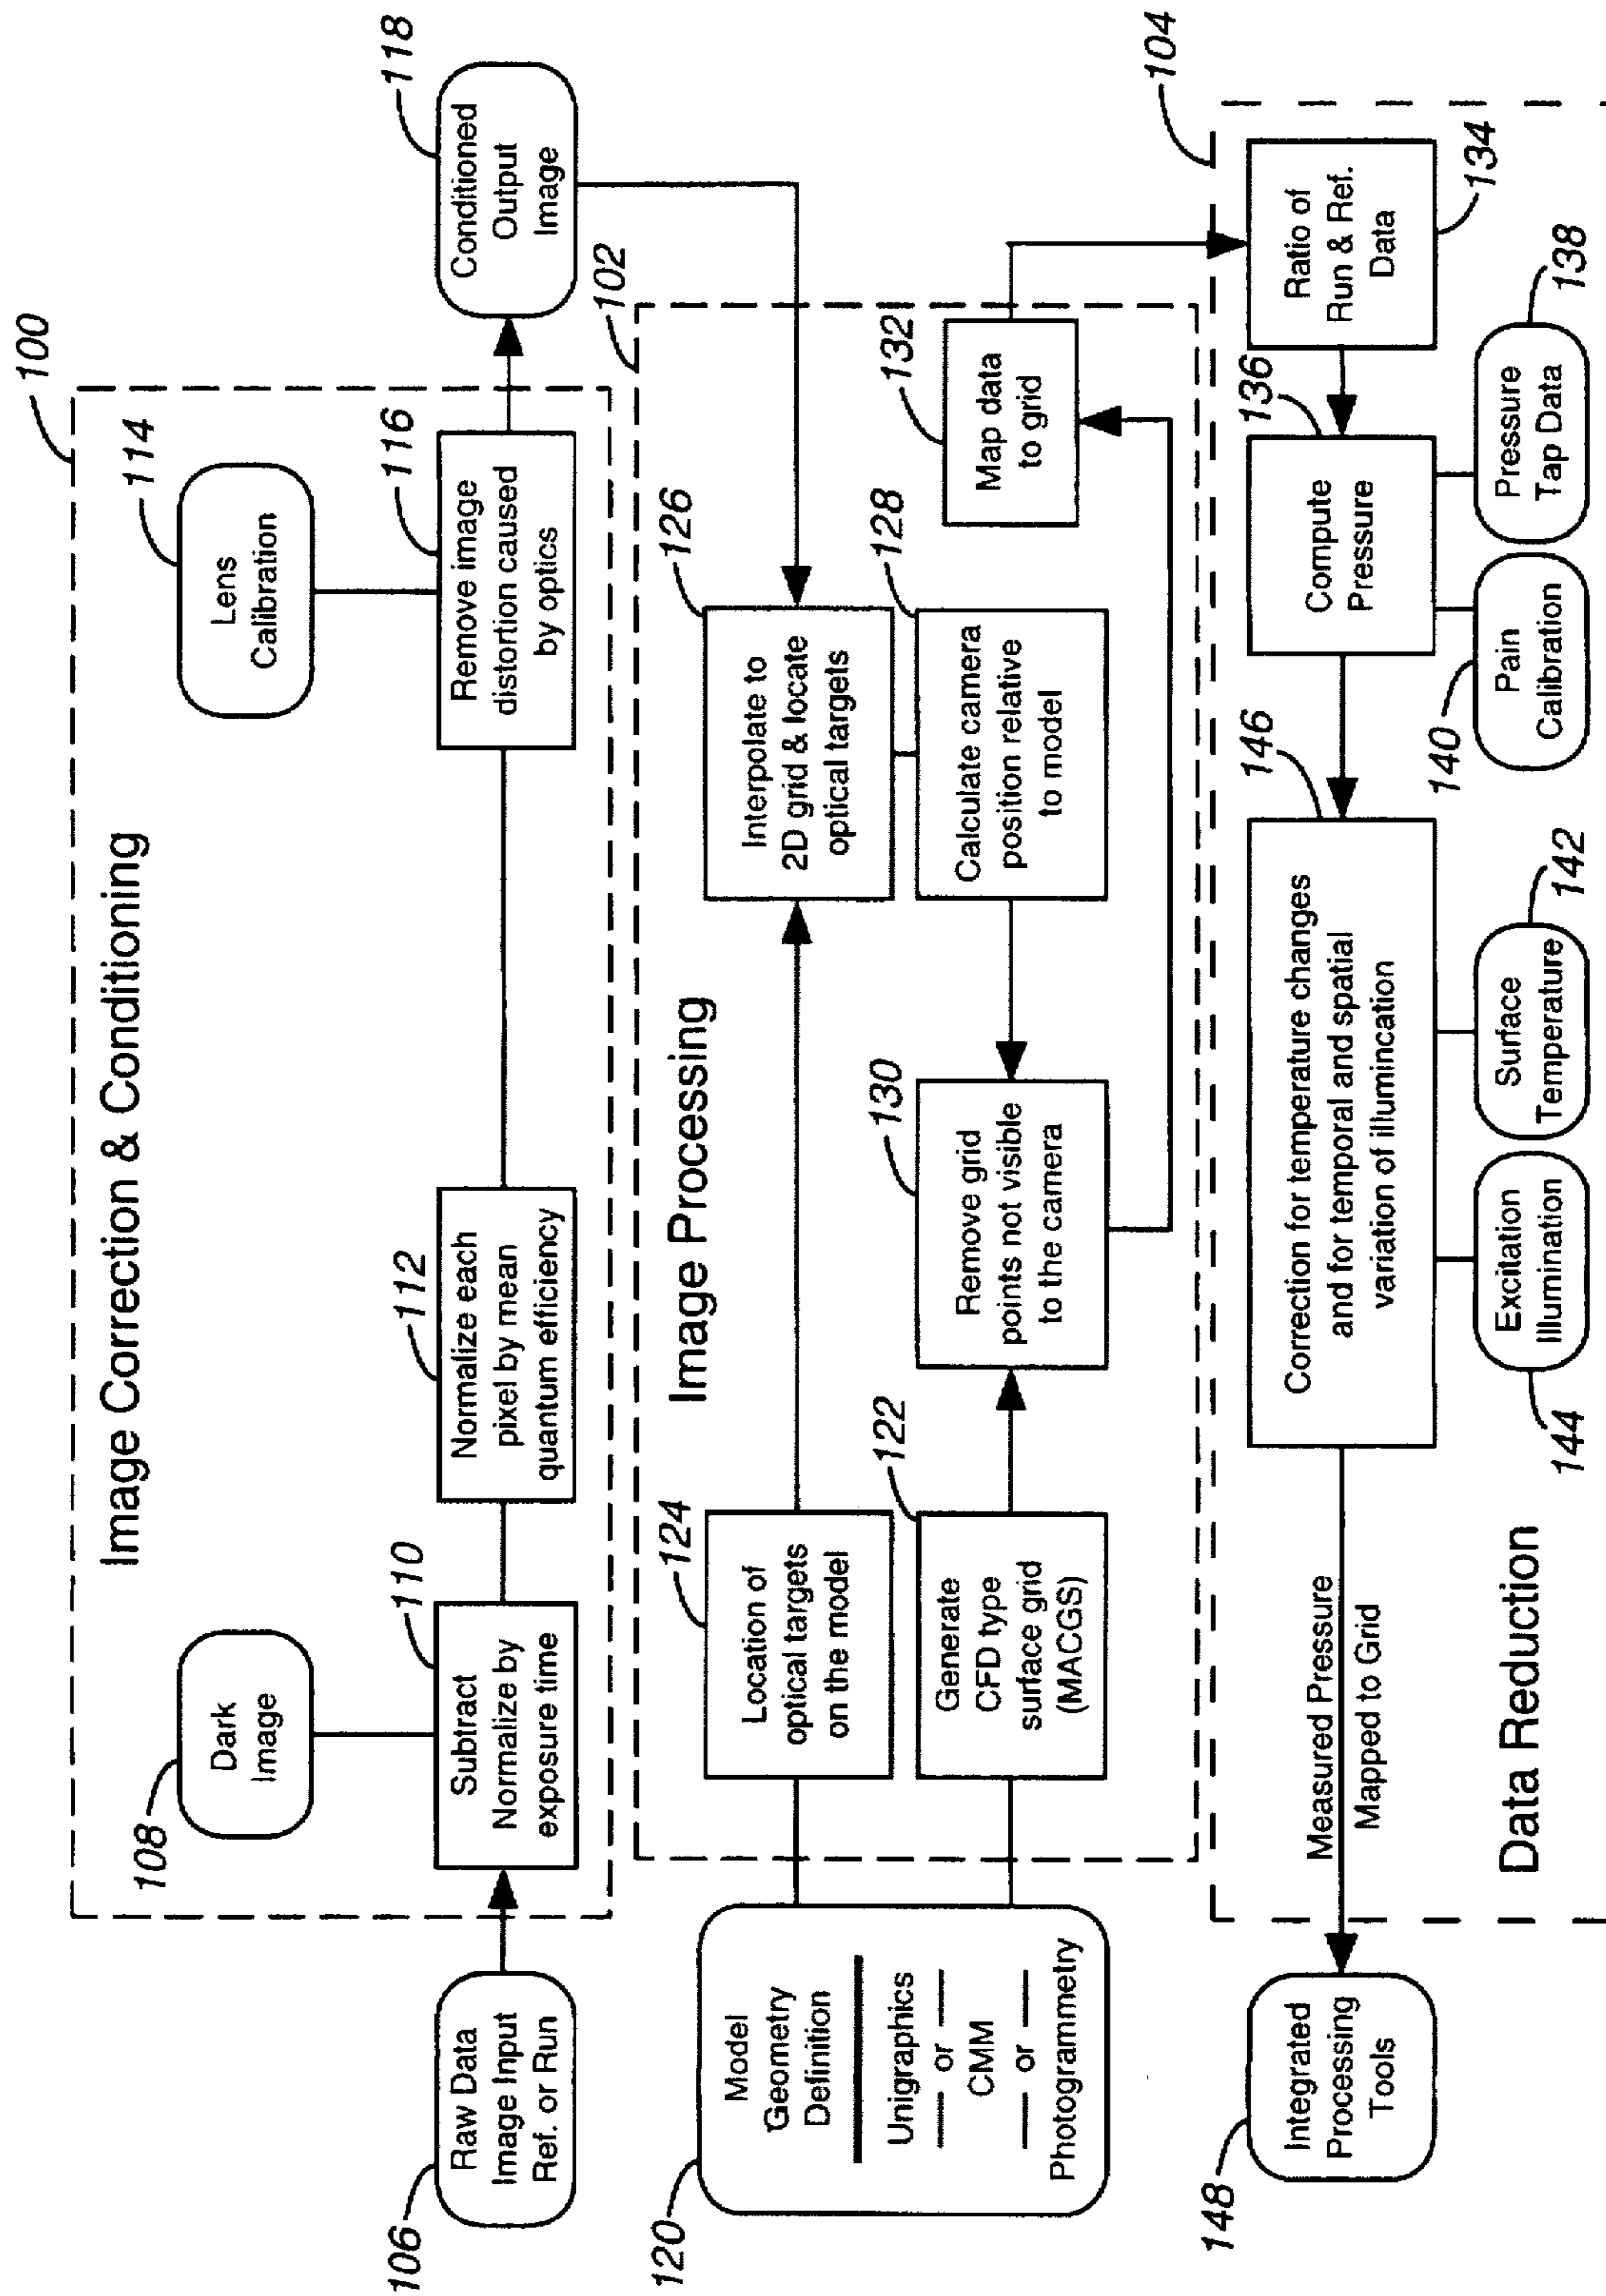 100
Image Correction & Conditioning
108
Dark
Image
114
Lens
Calibration
106
Raw Data
Image Input
Ref. or Run
110
Subtract
Normalize by
exposure time
112
Normalize each
pixel by mean
quantum efficiency
116
Remove image
distortion caused
by optics
118
Conditioned
Output
Image
102
Image Processing
120
Model
Geometry
Definition
Unigraphics
or
CMM
or
Photogrammetry
124
Location of
optical targets
on the model
126
Interpolate to
2D grid & locate
optical targets
122
Generate
CFD type
surface grid
(MACGS)
130
Remove grid
points not visible
to the camera
128
Calculate camera
position relative
to model
132
Map data
to grid
104
148
Integrated
Processing
Tools
Measured Pressure
Mapped to Grid
146
Correction for temperature changes
and for temporal and spatial
variation of illumincation
136
Compute
Pressure
Ratio of
Run & Ref.
Data
134
144
Excitation
Illumination
Surface
Temperature
142
140
Pain
Calibration
Pressure
Tap Data
138
Data Reduction